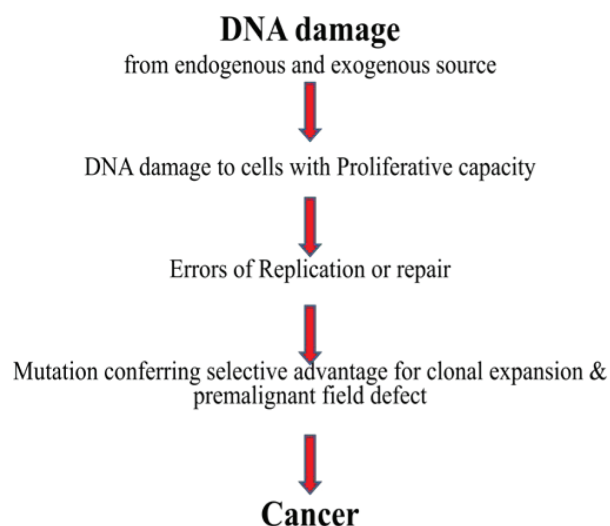 DNA damage
from endogenous and exogenous source
DNA damage to cells with Proliferative capacity
Errors of Replication or repair
Mutation conferring selective advantage for clonal expansion &
premalignant field defect
Cancer